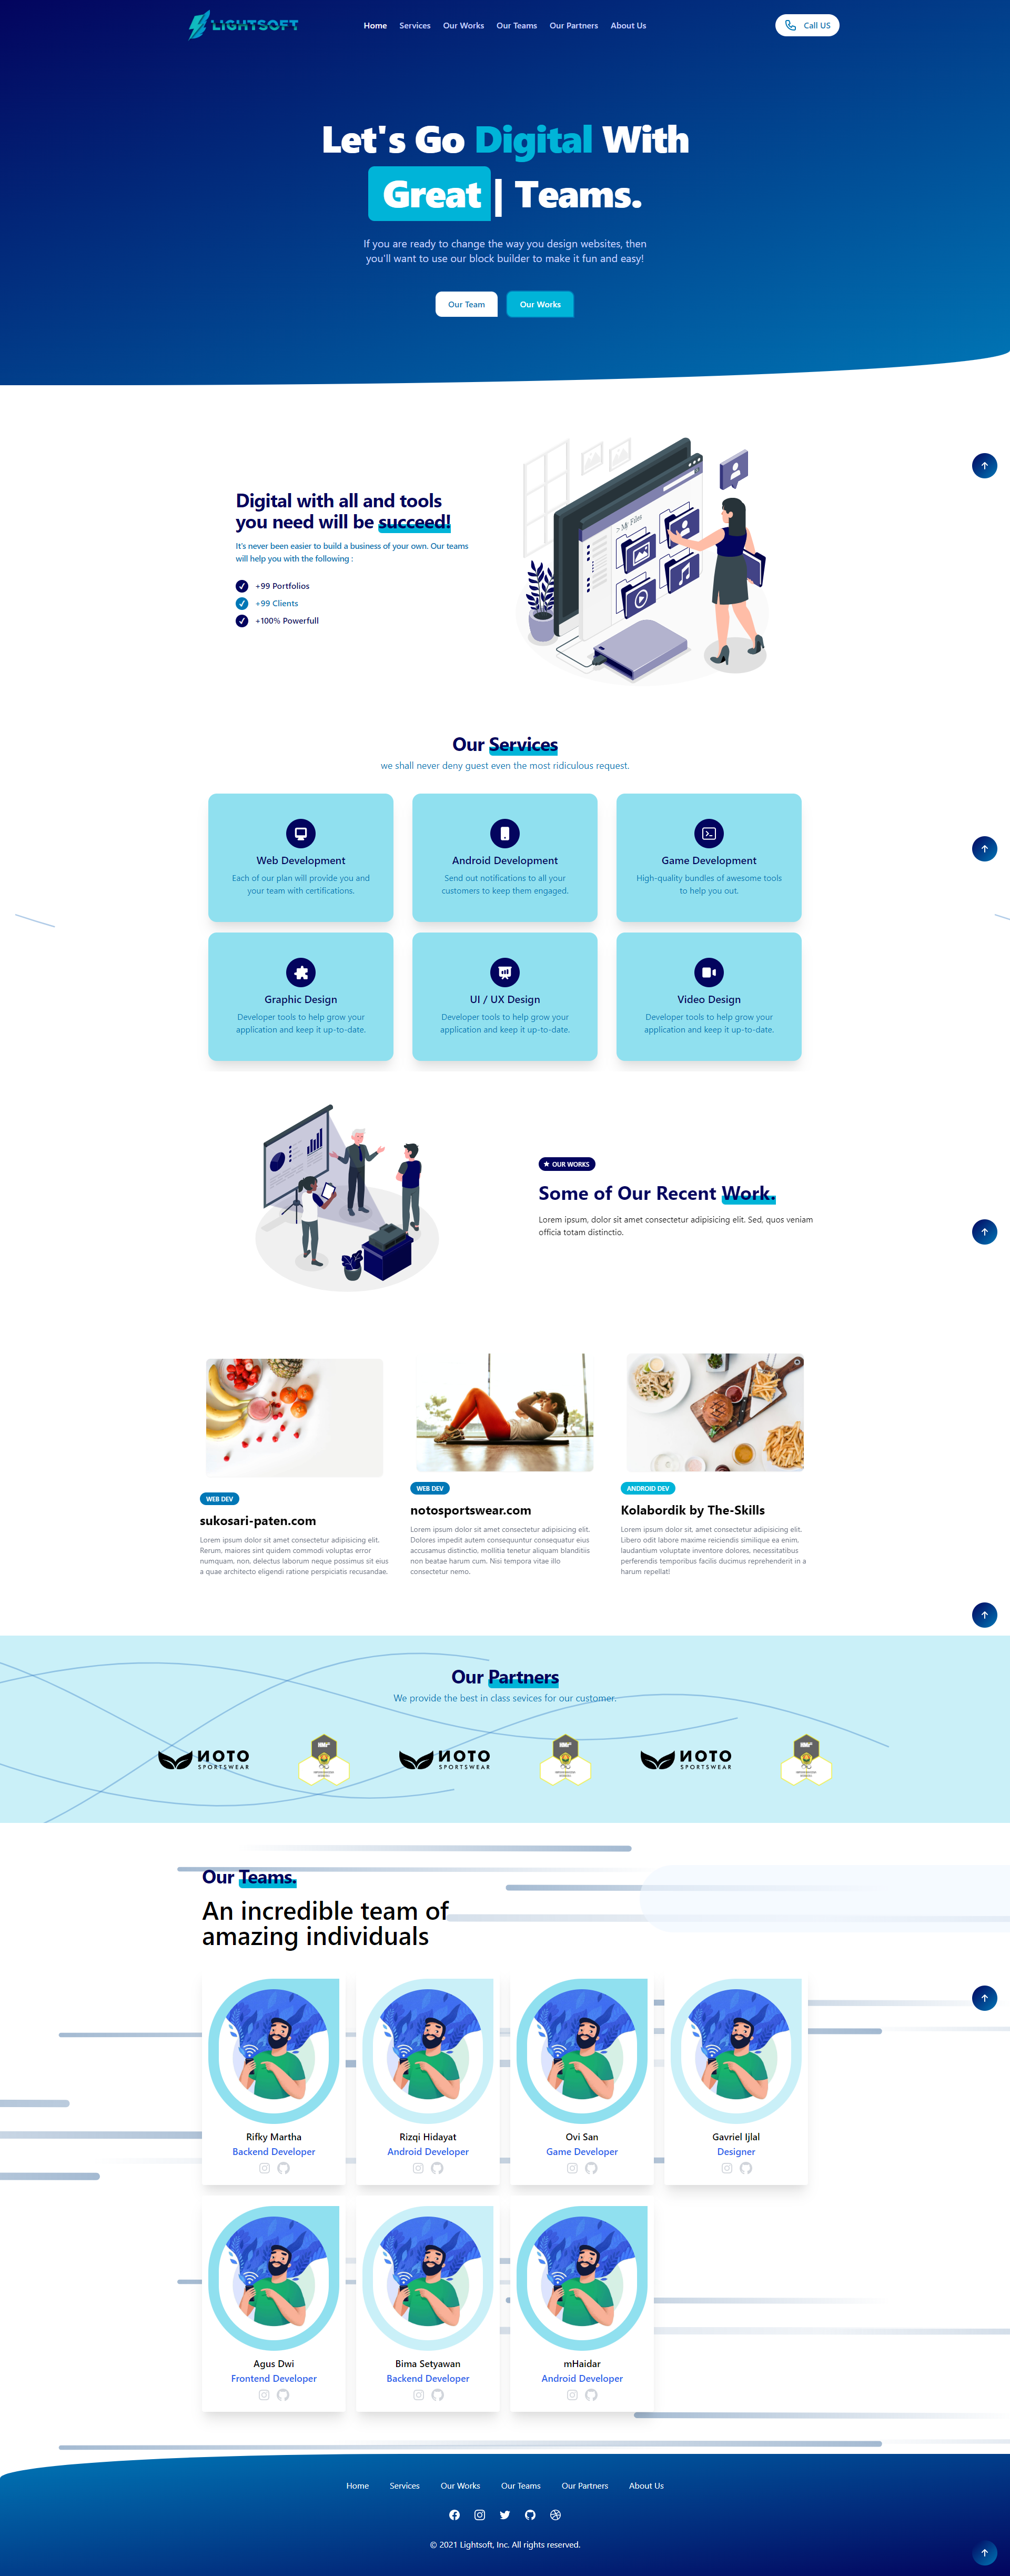 LIGHTSOFT
Home Services Our Works Our Teams Our Partners About Us
Call US
Let's Go Digital With
Great | Teams.
If you are ready to change the way you design websites, then
you'll want to use our block builder to make it fun and easy!
Our Team
Our Works
Digital with all and tools
you need will be succeed!
It's never been easier to build a business of your own. Our teams
will help you with the following :
+99 Portfolios
+99 Clients
+100% Powerfull
> My Files
Our Services
we shall never deny guest even the most ridiculous request.
Web Development
Each of our plan will provide you and
your team with certifications.
Android Development
Send out notifications to all your
customers to keep them engaged.
Game Development
High-quality bundles of awesome tools
to help you out.
Graphic Design
Developer tools to help grow your
application and keep it up-to-date.
UI / UX Design
Developer tools to help grow your
application and keep it up-to-date.
Video Design
Developer tools to help grow your
application and keep it up-to-date.
OUR WORKS
Some of Our Recent Work.
Lorem ipsum, dolor sit amet consectetur adipisicing elit. Sed, quos veniam
officia totam distinctio.
WEB DEV
sukosari-paten.com
Lorem ipsum dolor sit amet consectetur adipisicing elit.
Rerum, maiores sint quidem commodi voluptas error
numquam, non, delectus laborum neque possimus sit eius
a quae architecto eligendi ratione perspiciatis recusandae.
WEB DEV
notosportswear.com
Lorem ipsum dolor sit amet consectetur adipisicing elit.
Dolores impedit autem consequuntur consequatur eius
accusamus distinctio, mollitia tenetur aliquam blanditiis
non beatae harum cum. Nisi tempora vitae illo
consectetur nemo.
ANDROID DEV
Kolabordik by The-Skills
Lorem ipsum dolor sit, amet consectetur adipisicing elit.
Libero odit labore maxime reiciendis similique ea enim,
laudantium voluptate inventore dolores, necessitatibus
perferendis temporibus facilis ducimus reprehenderit in a
harum repellat!
Our Partners
We provide the best in class sevices for our customer.
NOTO
SPORTSWEAR
NOTO
SPORTSWEAR
NOTO
SPORTSWEAR
Our Teams.
An incredible team of
amazing individuals
Rifky Martha
Backend Developer
Rizqi Hidayat
Android Developer
Ovi San
Game Developer
Gavriel Ijlal
Designer
Agus Dwi
Frontend Developer
Bima Setyawan
Backend Developer
mHaidar
Android Developer
Home Services Our Works Our Teams Our Partners About Us
© 2021 Lightsoft, Inc. All rights reserved.